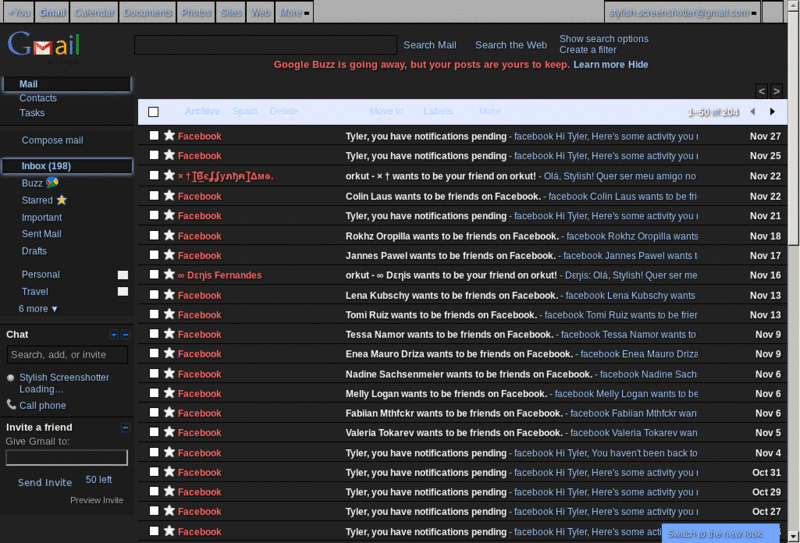 +You Gmail Calendar Documents Photos Sites Web More stylish.screenshoter@gmail.com
Gmail
Search Mail Search the Web Show search options
Create a filter
Google Buzz is going away, but your posts are yours to keep. Learn more Hide
Mail
Contacts
Tasks
Compose mail
Inbox (198)
Buzz
Starred
Important
Sent Mail
Drafts
Personal
Travel
6 more ▼
Chat
Search, add, or invite
Stylish Screenshotter
Loading...
Call phone
Invite a friend
Give Gmail to:
Send Invite 50 left
Preview Invite
< >
Archive Spam Delete Move to Labels More 1–50 of 204
Facebook Tyler, you have notifications pending - facebook Hi Tyler, Here's some activity you Nov 27
Facebook Tyler, you have notifications pending - facebook Hi Tyler, Here's some activity you Nov 25
orkut - × † wants to be your friend on orkut! - Olá, Stylish! Quer ser meu amigo no Nov 22
Facebook Colin Laus wants to be friends on Facebook. - facebook Colin Laus wants to be Nov 22
Facebook Tyler, you have notifications pending - facebook Hi Tyler, Here's some activity you Nov 21
Facebook Rokhz Oropilla wants to be friends on Facebook. - facebook Rokhz Oropilla wants Nov 18
Facebook Jannes Pawel wants to be friends on Facebook. - facebook Jannes Pawel wants Nov 17
∞ Dεηis Fernandes orkut - ∞ Dεηis wants to be your friend on orkut! - Dεηis: Olá, Stylish! Quer ser me Nov 16
Facebook Lena Kubschy wants to be friends on Facebook. - facebook Lena Kubschy wants Nov 13
Facebook Tomi Ruiz wants to be friends on Facebook. - facebook Tomi Ruiz wants to be Nov 13
Facebook Tessa Namor wants to be friends on Facebook. - facebook Tessa Namor wants to Nov 9
Facebook Enea Mauro Driza wants to be friends on Facebook. - facebook Enea Mauro Driza Nov 9
Facebook Nadine Sachsenmeier wants to be friends on Facebook. - facebook Nadine Nov 6
Facebook Melly Logan wants to be friends on Facebook. - facebook Melly Logan wants to be Nov 6
Facebook Fabiian Mthfckr wants to be friends on Facebook. - facebook Fabiian Mthfckr wan Nov 6
Facebook Valeria Tokarev wants to be friends on Facebook. - facebook Valeria Tokarev wan Nov 5
Facebook Tyler, you have notifications pending - facebook Hi Tyler, You haven't been back to Nov 4
Facebook Tyler, you have notifications pending - facebook Hi Tyler, Here's some activity you Oct 31
Facebook Tyler, you have notifications pending - facebook Hi Tyler, Here's some activity you Oct 29
Facebook Tyler, you have notifications pending - facebook Hi Tyler, Here's some activity you Oct 27
Facebook Tyler, you have notifications pending - facebook Hi Tyler, Here's some
Switch to the new look